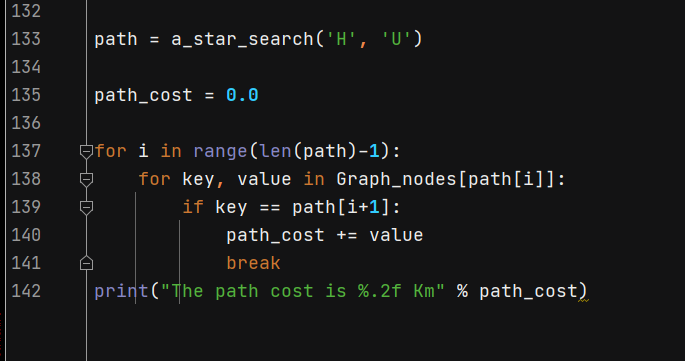 132
133 path = a_star_search('H', 'U')
134
135 path_cost = 0.0
136
137 for i in range(len(path)-1):
138     for key, value in Graph_nodes[path[i]]:
139         if key == path[i+1]:
140             path_cost += value
141             break
142 print("The path cost is %.2f Km" % path_cost)